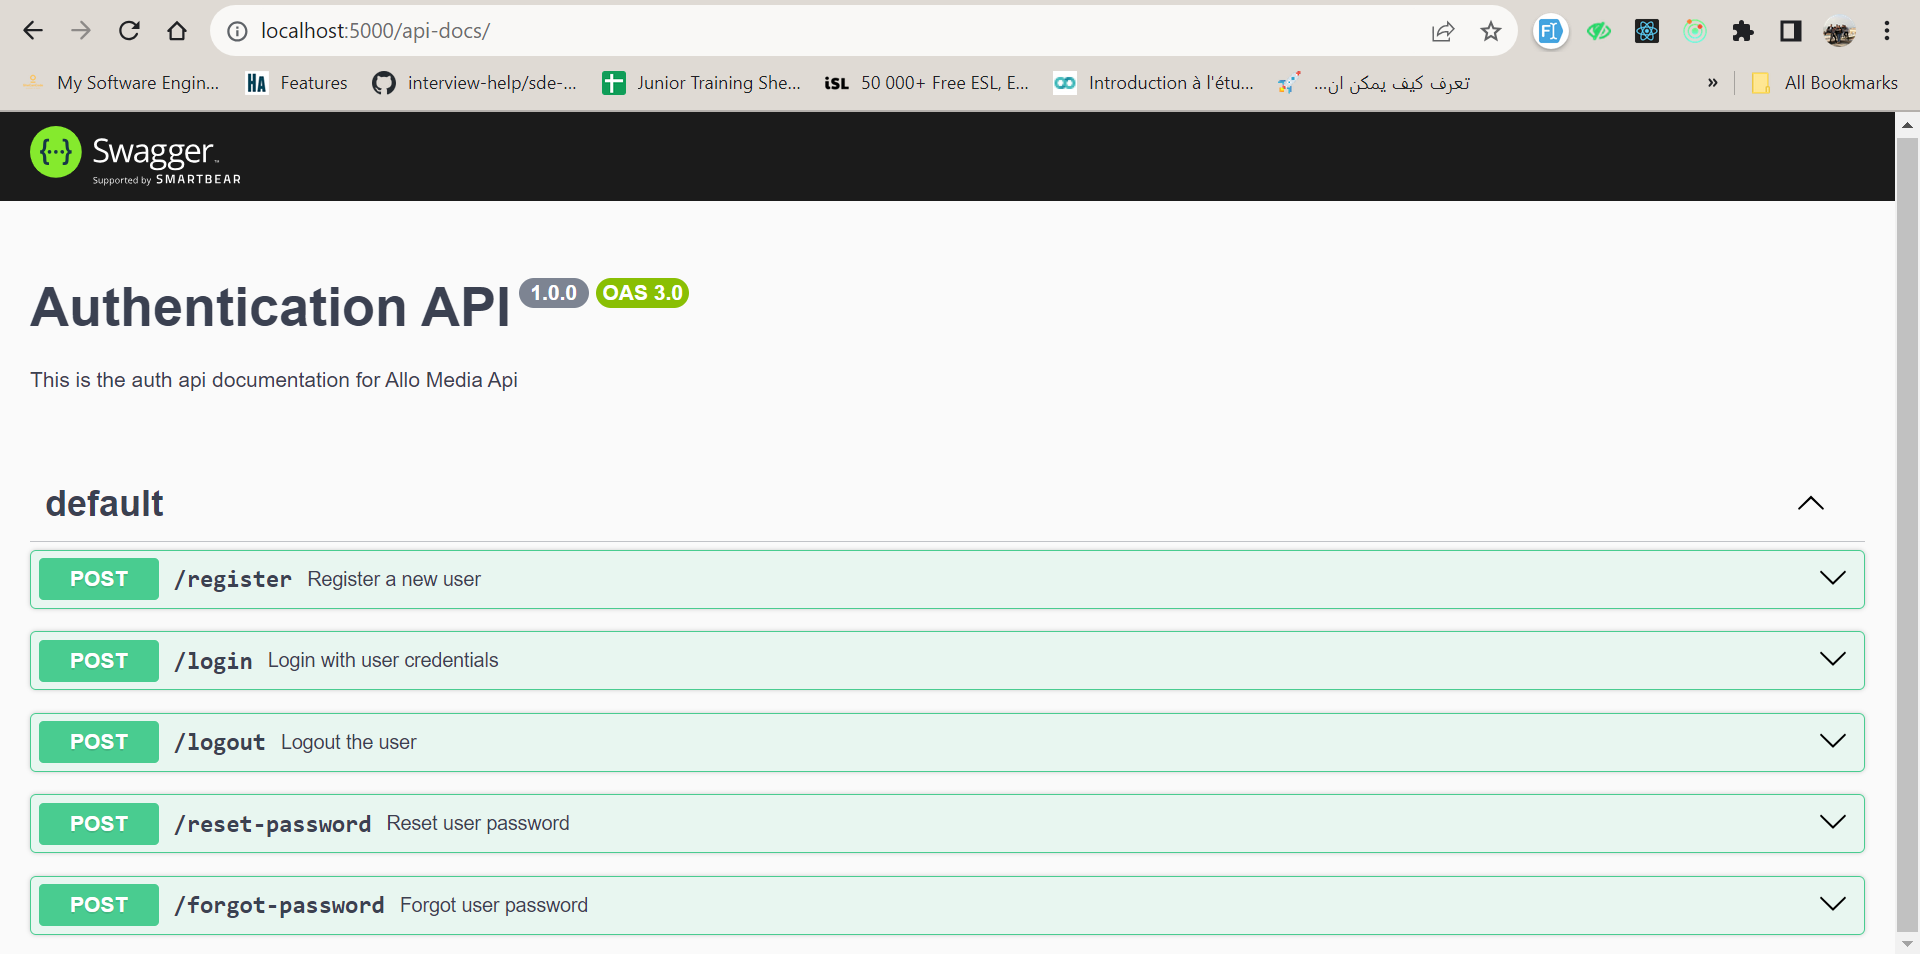 localhost:5000/api-docs/
My Software Engin...
HA Features
interview-help/sde-...
Junior Training She...
iSL 50 000+ Free ESL, E...
Introduction à l'étu...
تعرف كيف يمكن ان...
»
All Bookmarks
{···} Swagger™
Supported by SMARTBEAR
Authentication API 1.0.0 OAS 3.0
This is the auth api documentation for Allo Media Api
default
POST /register Register a new user
POST /login Login with user credentials
POST /logout Logout the user
POST /reset-password Reset user password
POST /forgot-password Forgot user password